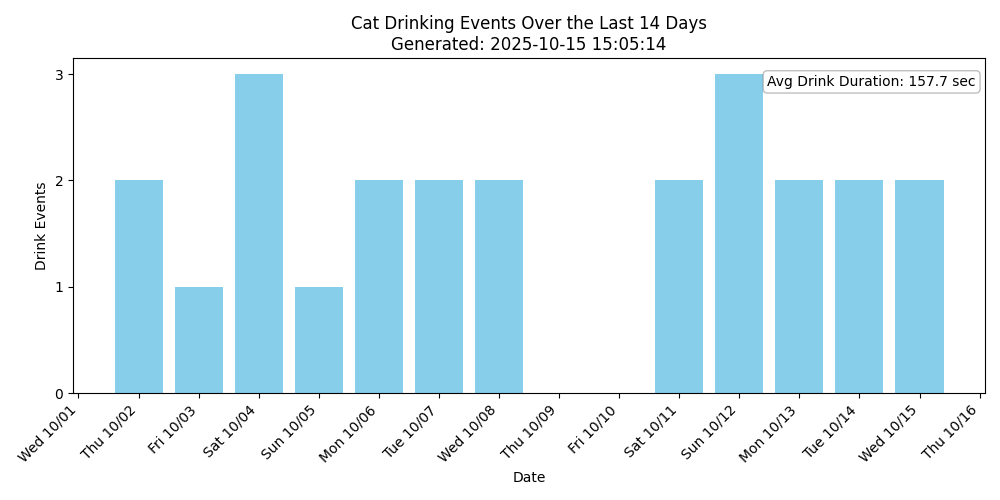 Cat Drinking Events Over the Last 14 Days
Generated: 2025-10-15 15:05:14
Avg Drink Duration: 157.7 sec
Drink Events
3
2
1
0
Wed 10/01
Thu 10/02
Fri 10/03
Sat 10/04
Sun 10/05
Mon 10/06
Tue 10/07
Wed 10/08
Thu 10/09
Fri 10/10
Sat 10/11
Sun 10/12
Mon 10/13
Tue 10/14
Wed 10/15
Thu 10/16
Date